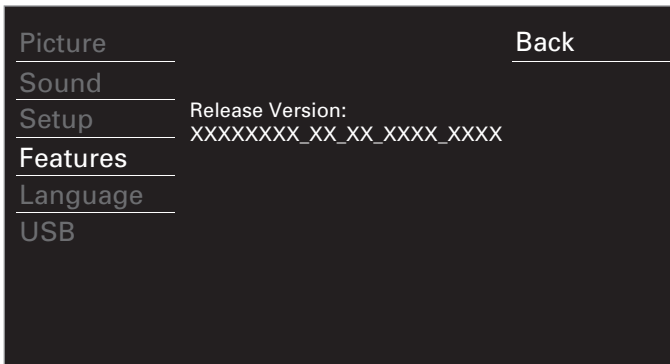 Picture
Back
Sound
Setup
Release Version:
XXXXXXXX_XX_XX_XXXX_XXXX
Features
Language
USB